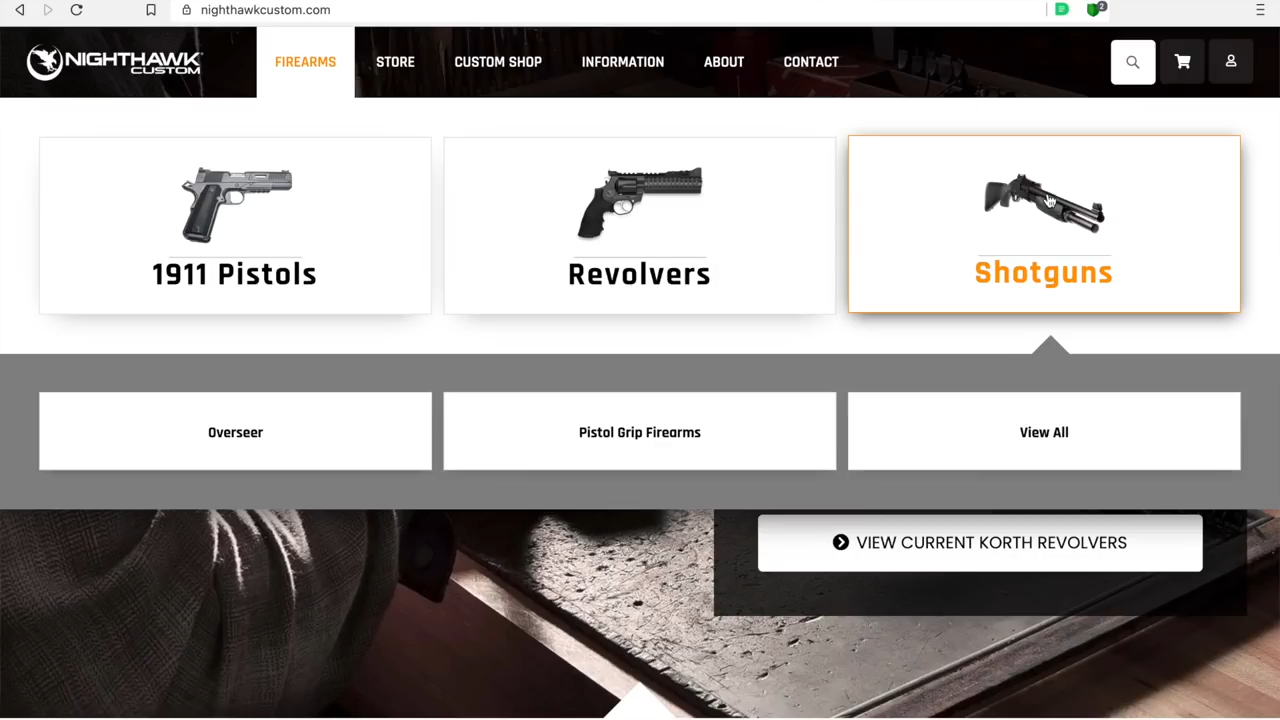 nighthawkcustom.com
2
NIGHTHAWK
CUSTOM
FIREARMS
STORE
CUSTOM SHOP
INFORMATION
ABOUT
CONTACT
1911 Pistols
Revolvers
Shotguns
Overseer
Pistol Grip Firearms
View All
VIEW CURRENT KORTH REVOLVERS